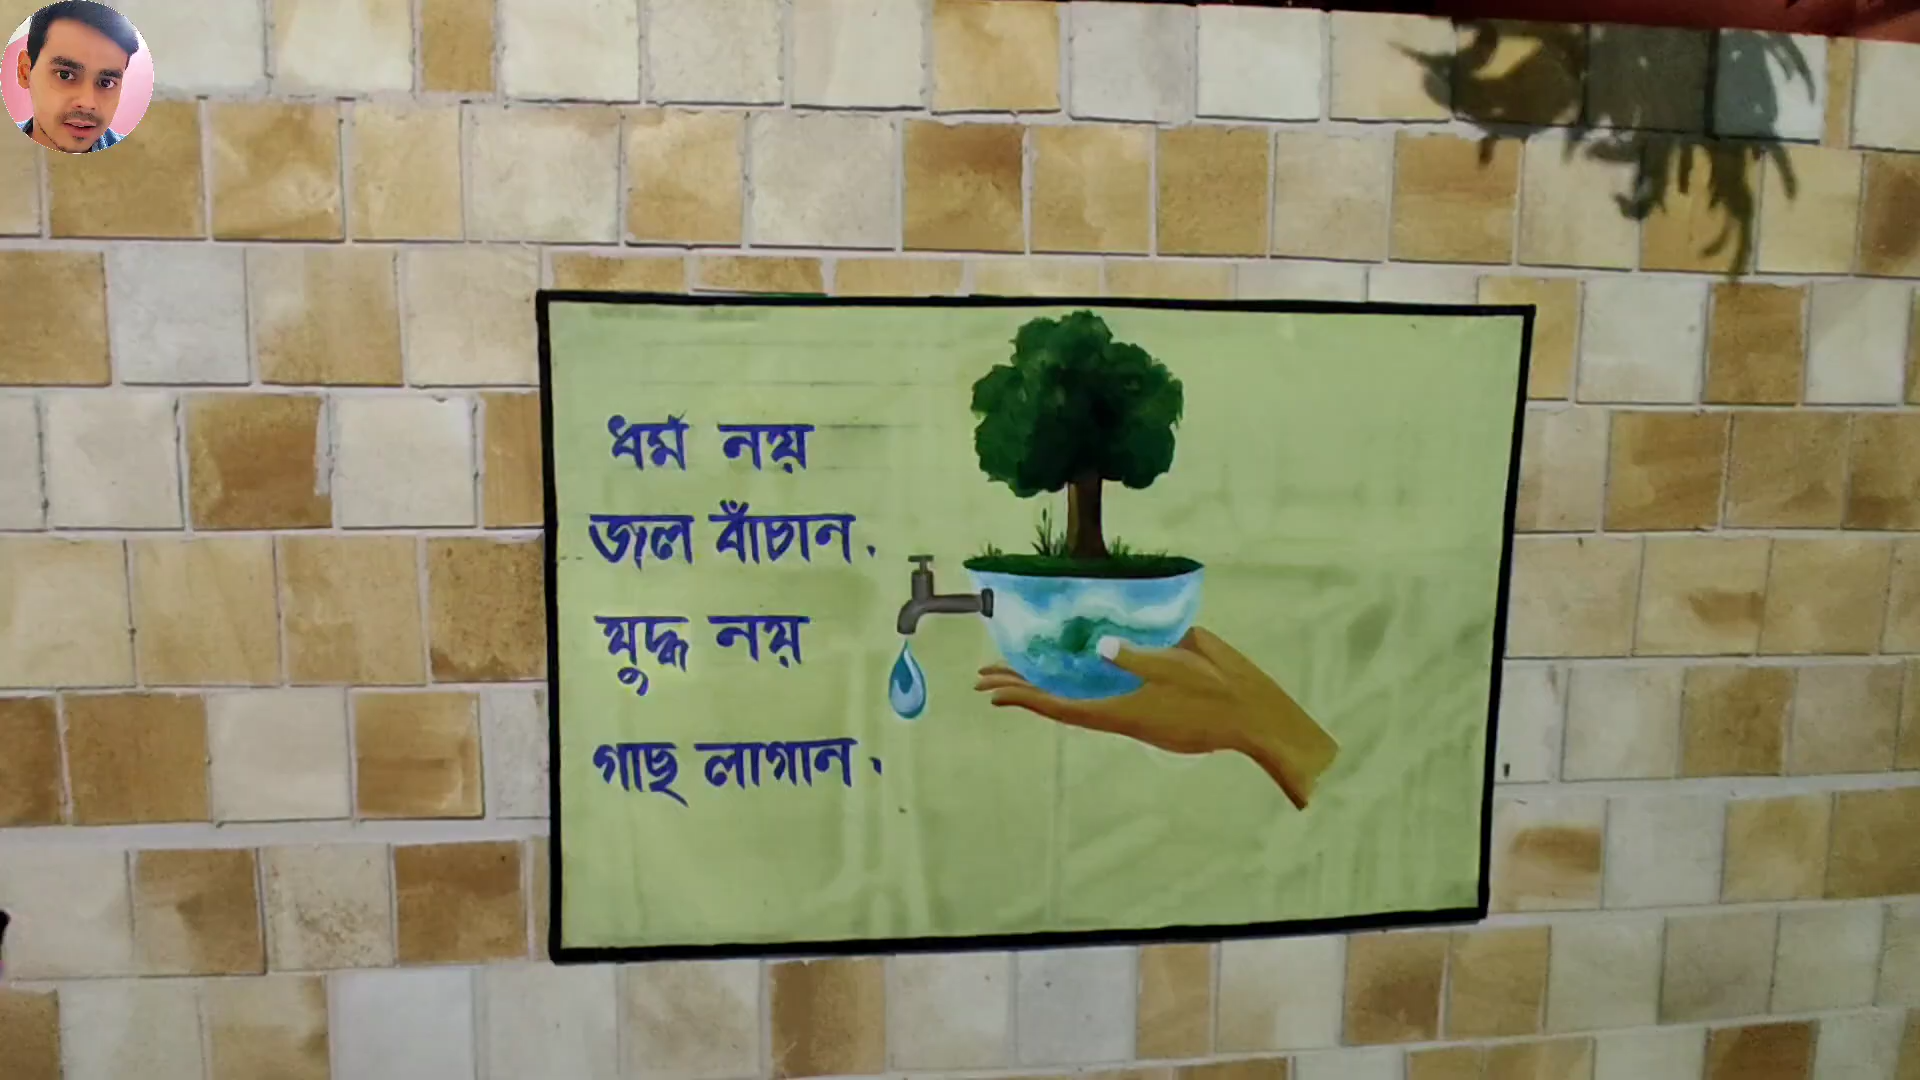 ধর্ম নয়
জল বাঁচান.
যুদ্ধ নয়
গাছ লাগান.